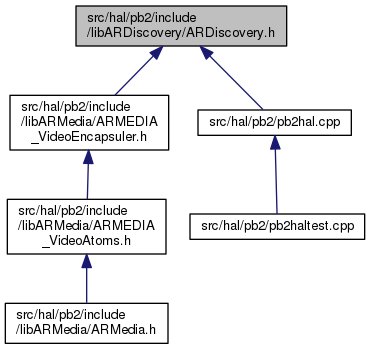 src/hal/pb2/include
/libARDiscovery/ARDiscovery.h
src/hal/pb2/include
/libARMedia/ARMEDIA
_VideoEncapsuler.h
src/hal/pb2/pb2hal.cpp
src/hal/pb2/include
/libARMedia/ARMEDIA
_VideoAtoms.h
src/hal/pb2/pb2haltest.cpp
src/hal/pb2/include
/libARMedia/ARMedia.h